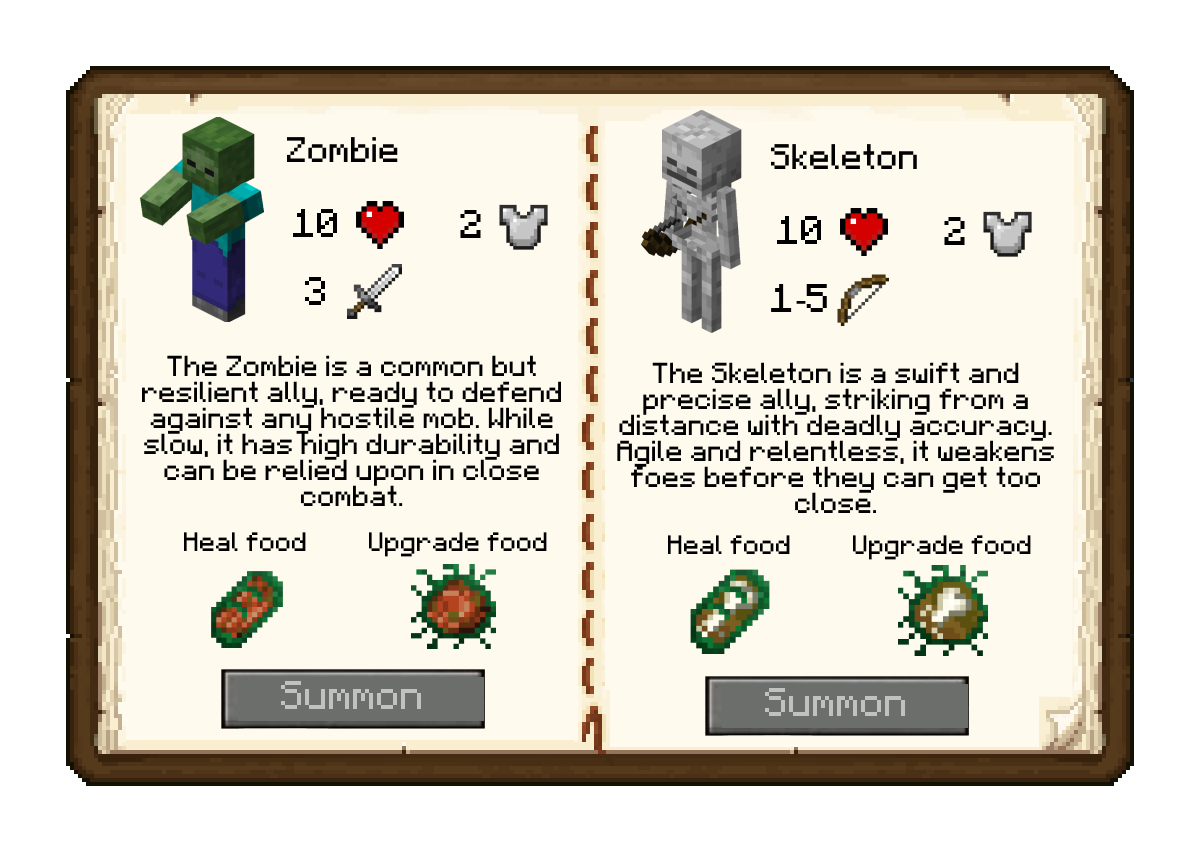 Zombie
10 2
3
The Zombie is a common but
resilient ally, ready to defend
against any hostile mob. While
slow, it has high durability and
can be relied upon in close
combat.
Heal food Upgrade food
Summon
Skeleton
10 2
1-5
The Skeleton is a swift and
precise ally, striking from a
distance with deadly accuracy.
Agile and relentless, it weakens
foes before they can get too
close.
Heal food Upgrade food
Summon